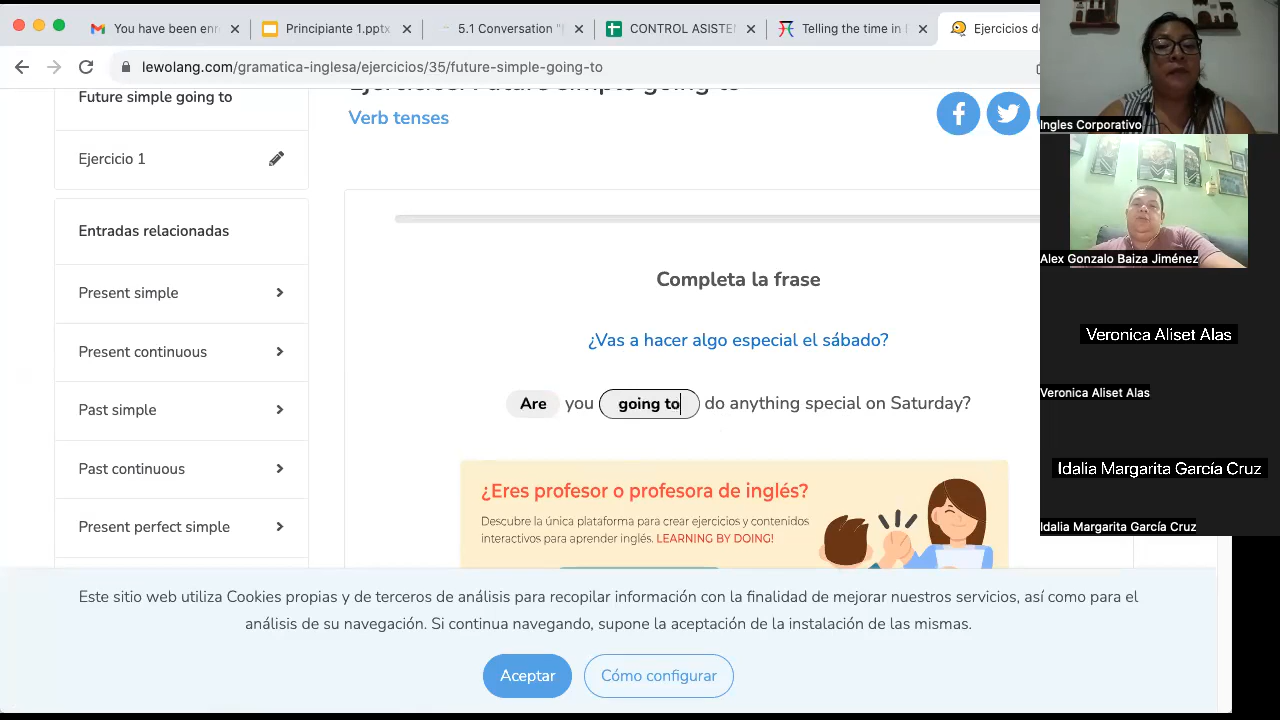 You have been enr
Principiante 1.pptx
5.1 Conversation "
CONTROL ASISTEN
Telling the time in
Ejercicios de
lewolang.com/gramatica-inglesa/ejercicios/35/future-simple-going-to
Future simple going to
Ejercicio 1
Entradas relacionadas
Present simple
Present continuous
Past simple
Past continuous
Present perfect simple
Ejercicios: Future simple going to
Verb tenses
Completa la frase
¿Vas a hacer algo especial el sábado?
Are you going to do anything special on Saturday?
¿Eres profesor o profesora de inglés?
Descubre la única plataforma para crear ejercicios y contenidos
interactivos para aprender inglés. LEARNING BY DOING!
Este sitio web utiliza Cookies propias y de terceros de análisis para recopilar información con la finalidad de mejorar nuestros servicios, así como para el
análisis de su navegación. Si continua navegando, supone la aceptación de la instalación de las mismas.
Aceptar
Cómo configurar
Ingles Corporativo
Alex Gonzalo Baiza Jiménez
Veronica Aliset Alas
Veronica Aliset Alas
Idalia Margarita García Cruz
Idalia Margarita García Cruz